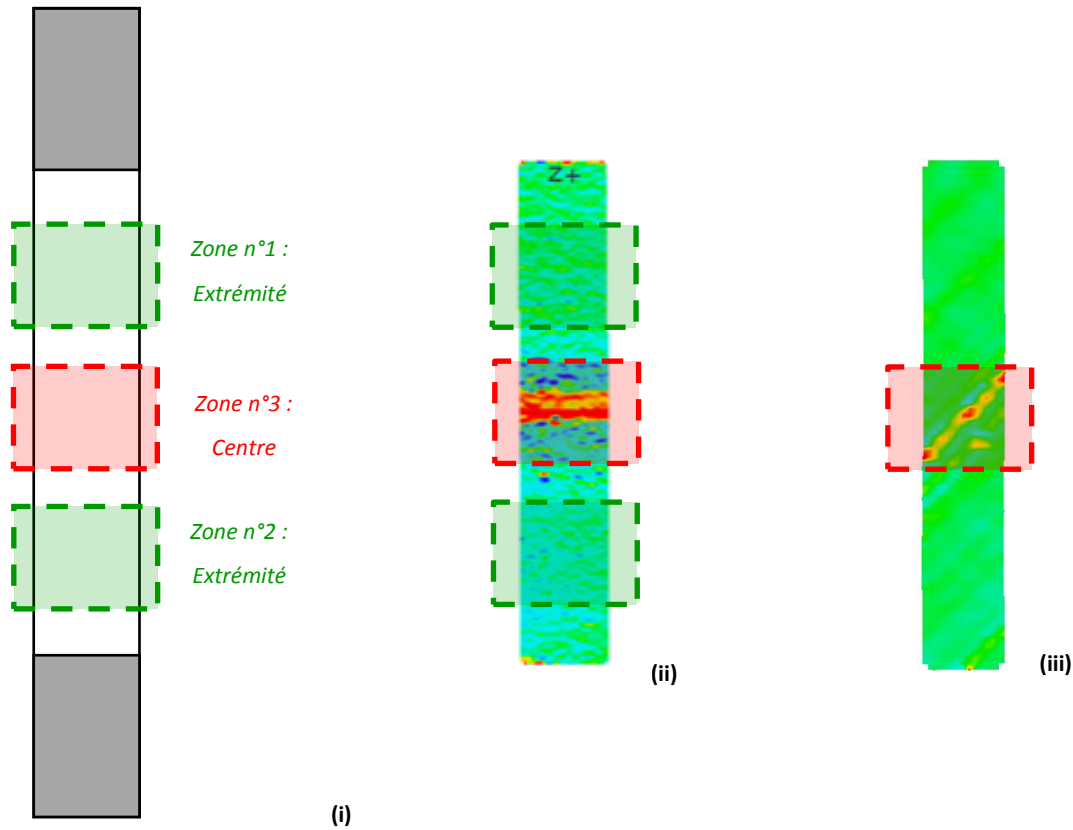 Zone n°1 :
Extrémité
Zone n°3 :
Centre
Zone n°2 :
Extrémité
(i)
Z+
(ii)
(iii)